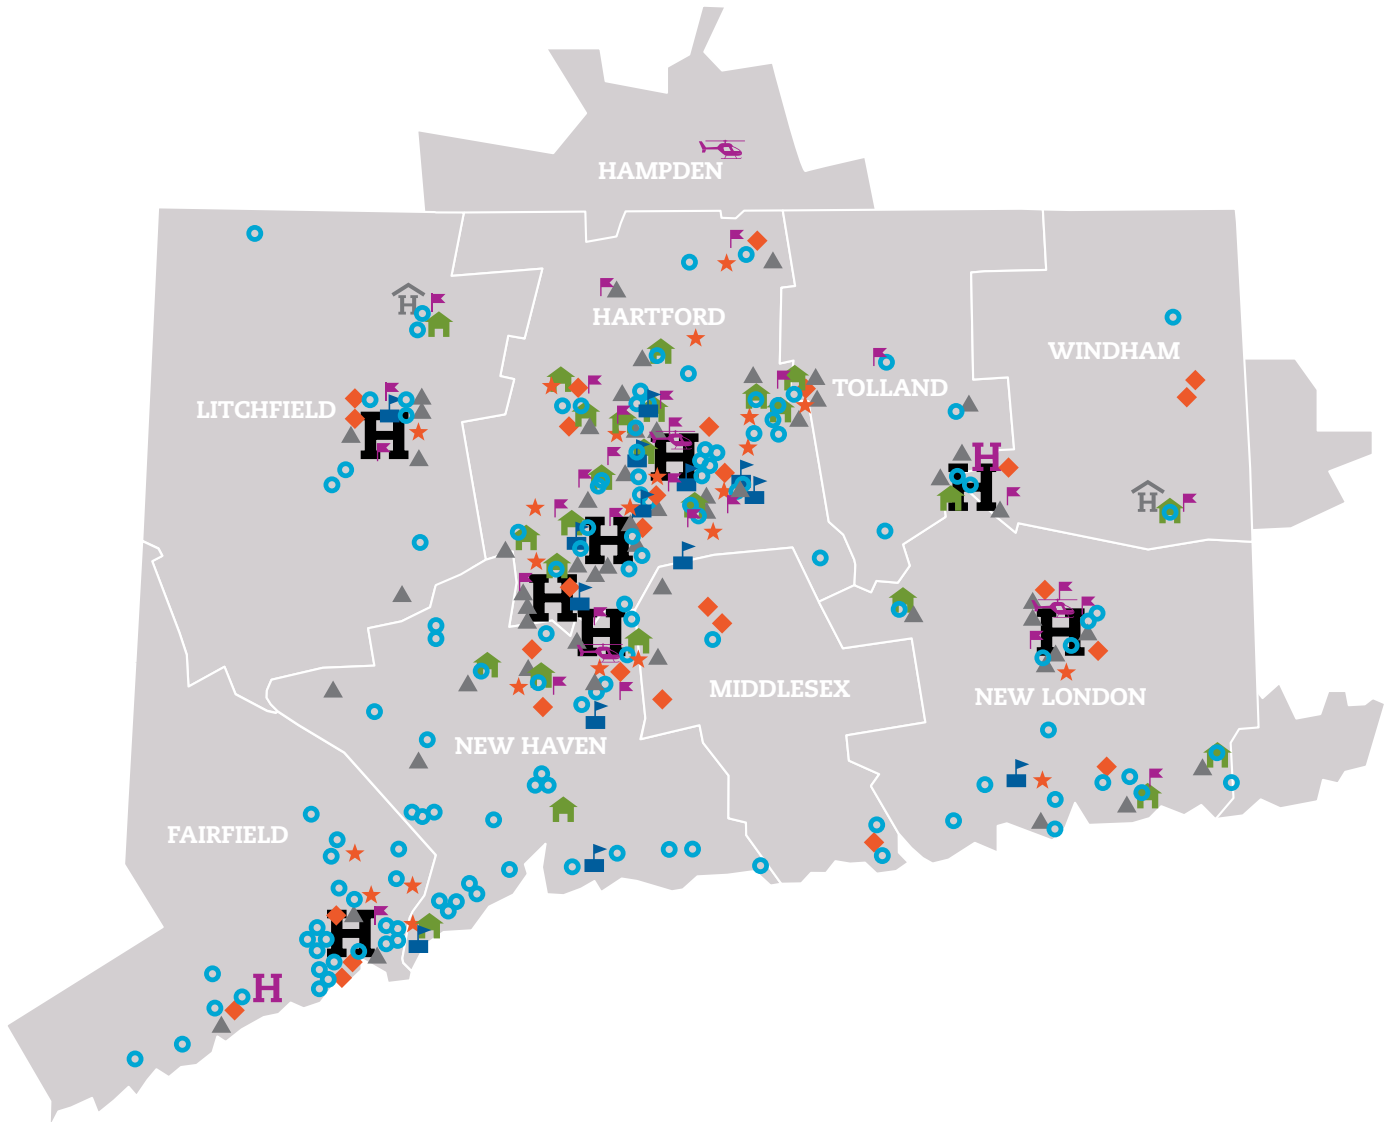 HAMPDEN
HARTFORD
WINDHAM
H
TOLLAND
LITCHFIELD
H
H
H
H
H
H
H
H
H
H
MIDDLESEX
NEW LONDON
NEW HAVEN
FAIRFIELD
H
H